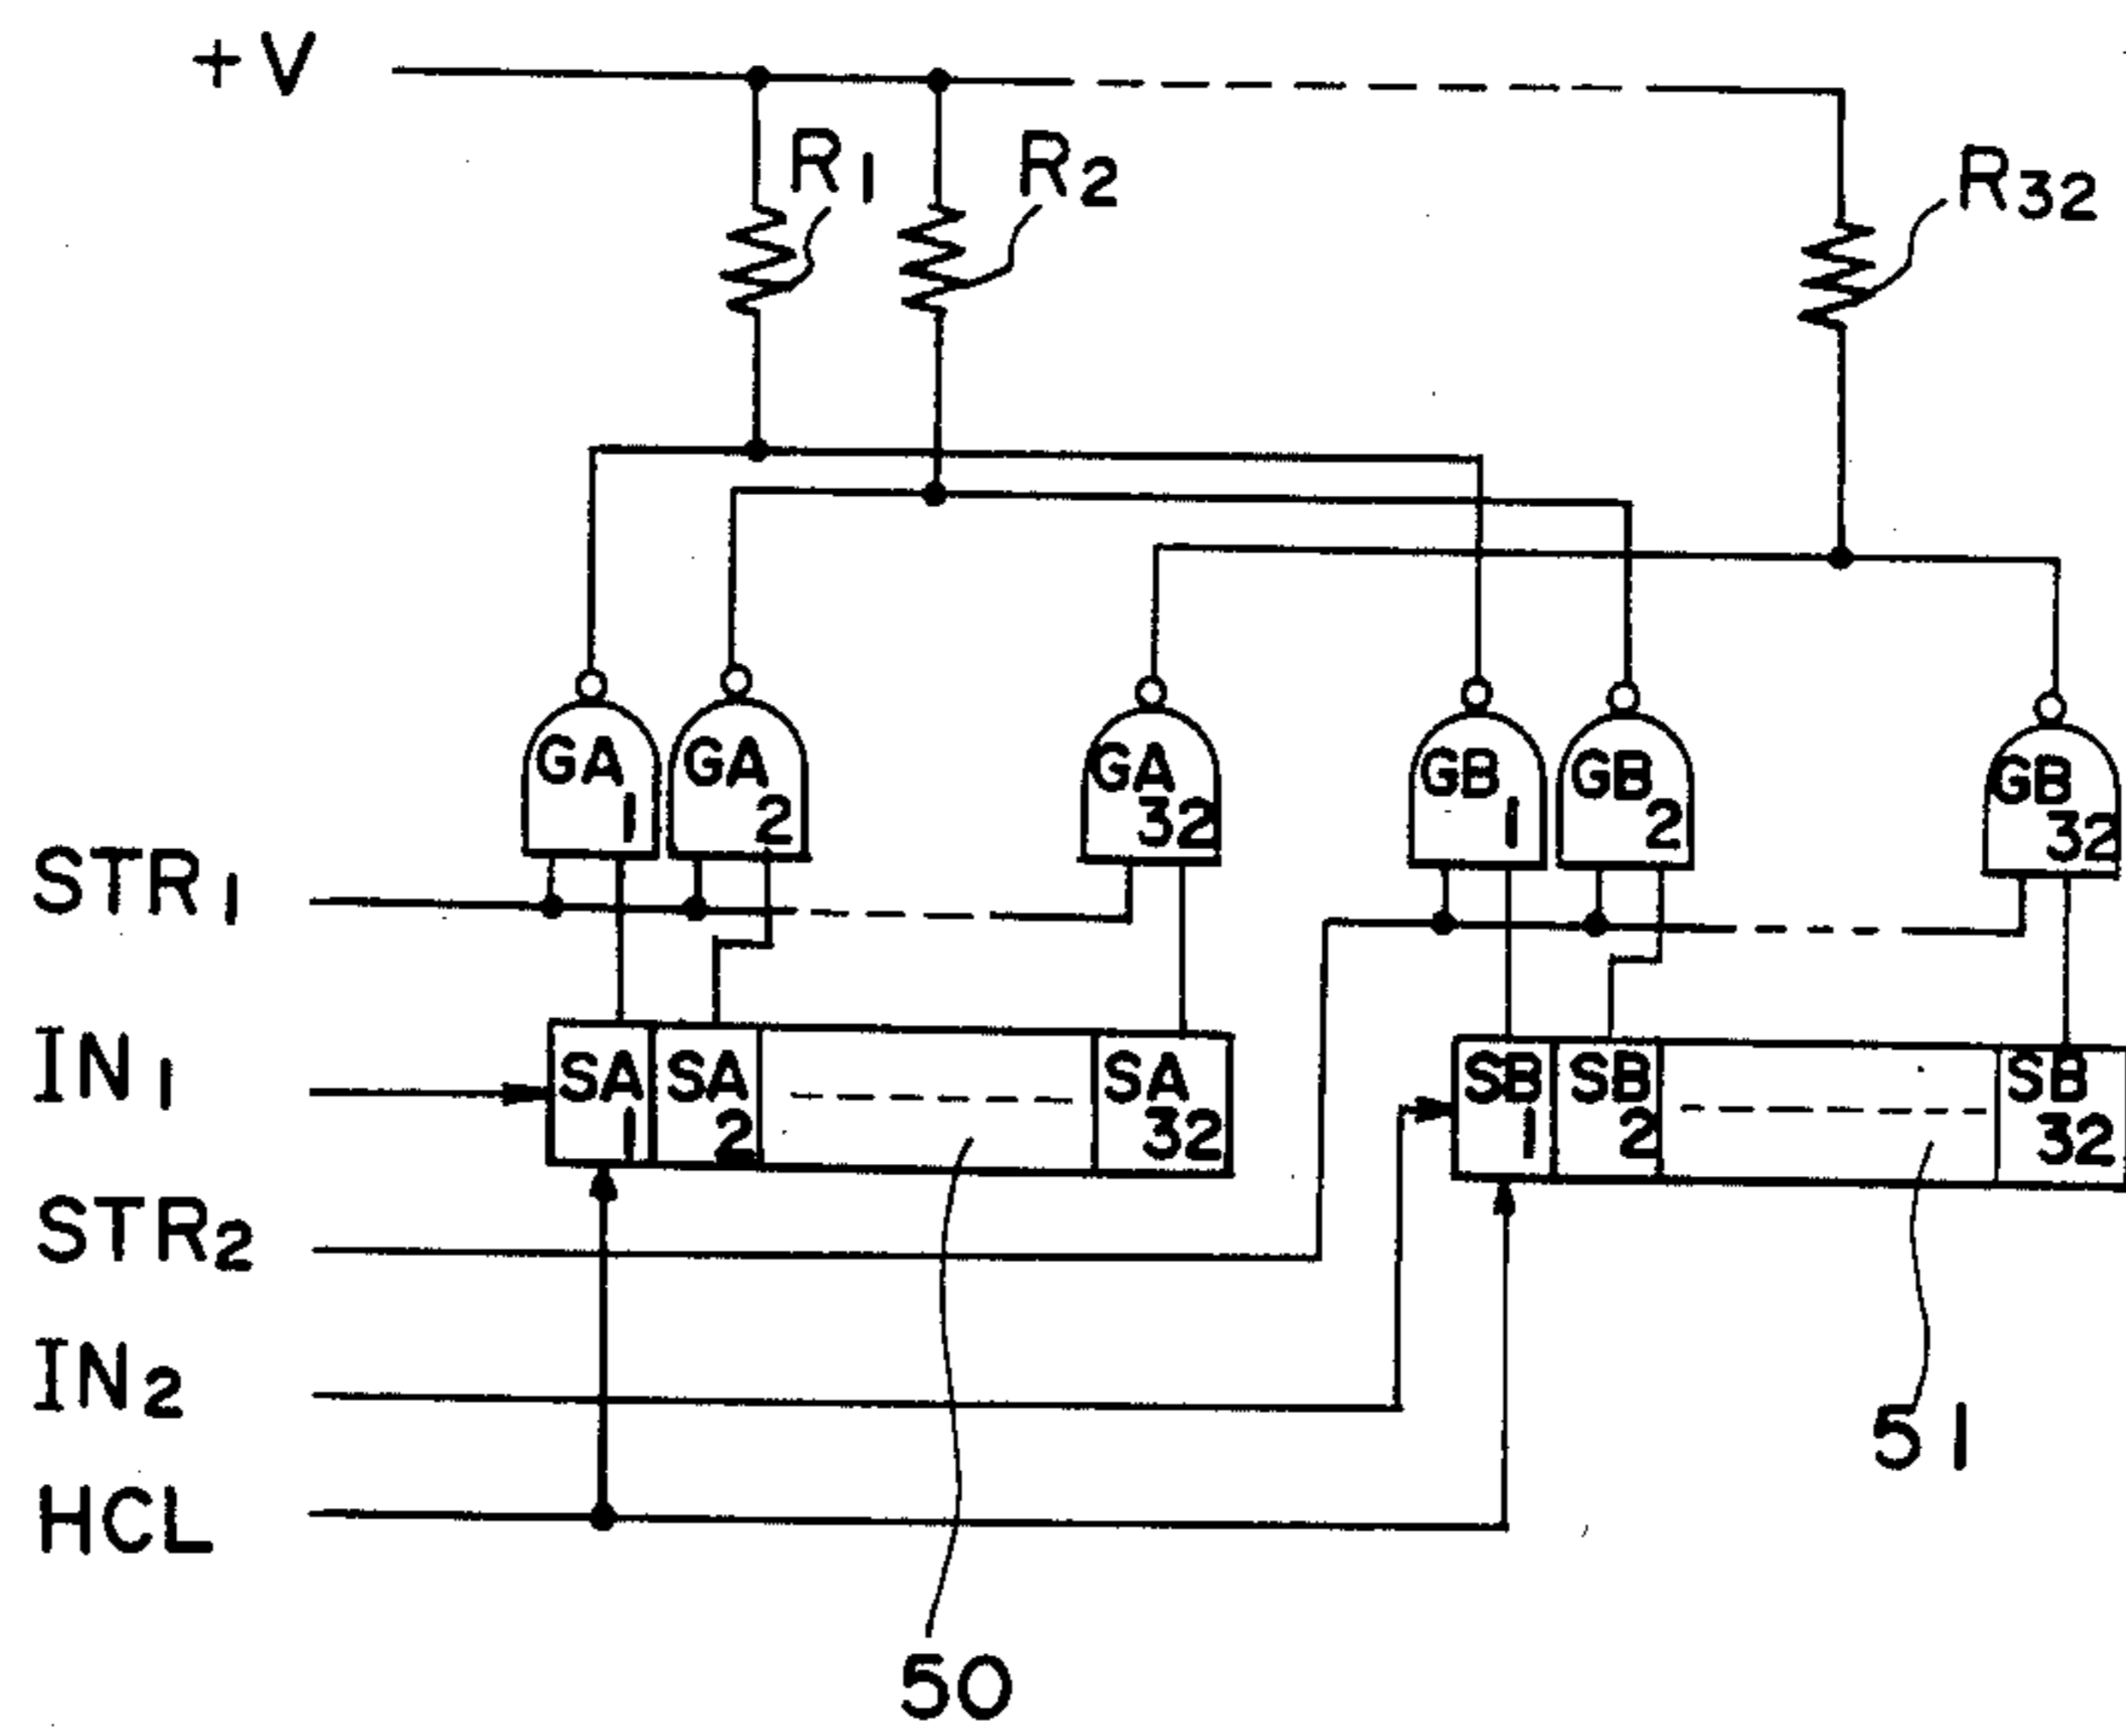 +V
R1
R2
R32
GA1
GA2
GA32
GB1
GB2
GB32
STR1
IN1
SA1
SA2
SA32
SB1
SB2
SB32
STR2
IN2
51
HCL
50